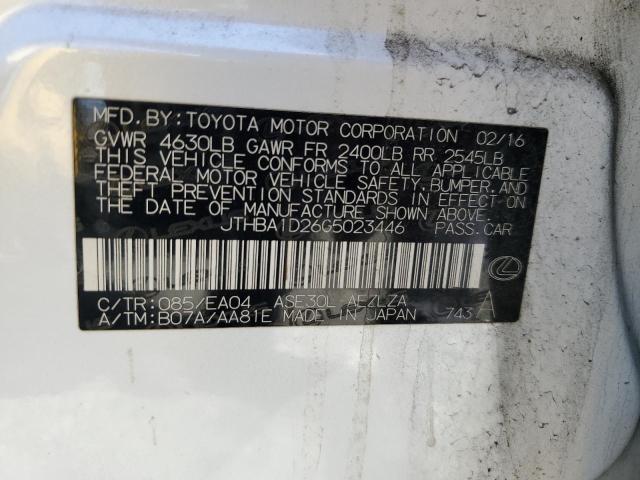 MFD. BY: TOYOTA MOTOR CORPORATION 02/16
GVWR 4630LB GAWR FR 2400LB RR 2545LB
THIS VEHICLE CONFORMS TO ALL APPLICABLE
FEDERAL MOTOR VEHICLE SAFETY, BUMPER, AND
THEFT PREVENTION STANDARDS IN EFFECT ON
THE DATE OF MANUFACTURE SHOWN ABOVE.
JTHBA1D26G5023446 PASS. CAR
C/TR: 085/EA04 ASE30L AEZLZA
A/TM: B07A/AA81E MADE IN JAPAN 743 A